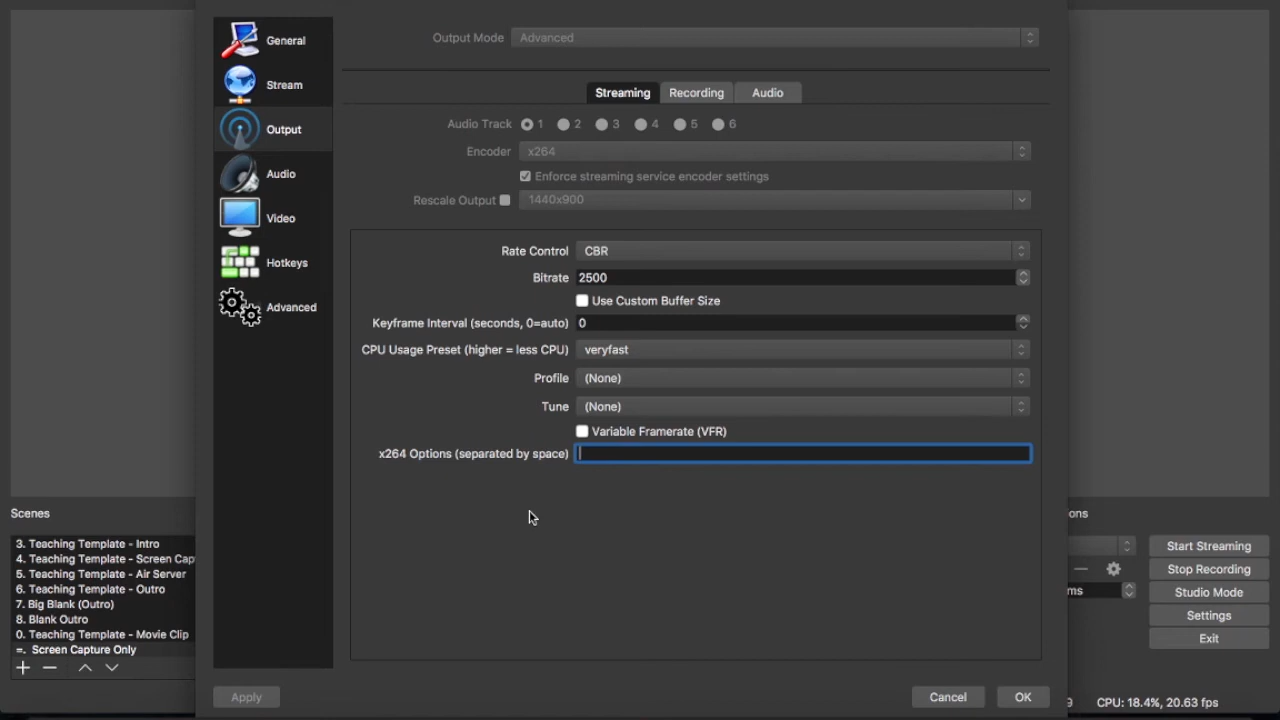 General
Stream
Output
Audio
Video
Hotkeys
Advanced
Output Mode Advanced
Streaming Recording Audio
Audio Track 1 2 3 4 5 6
Encoder x264
Enforce streaming service encoder settings
Rescale Output 1440x900
Rate Control CBR
Bitrate 2500
Use Custom Buffer Size
Keyframe Interval (seconds, 0=auto) 0
CPU Usage Preset (higher = less CPU) veryfast
Profile (None)
Tune (None)
Variable Framerate (VFR)
x264 Options (separated by space)
Scenes
3. Teaching Template - Intro
4. Teaching Template - Screen Cap
5. Teaching Template - Air Server
6. Teaching Template - Outro
7. Big Blank (Outro)
8. Blank Outro
0. Teaching Template - Movie Clip
=. Screen Capture Only
ons
ms
Start Streaming
Stop Recording
Studio Mode
Settings
Exit
Apply
Cancel OK
9 CPU: 18.4%, 20.63 fps